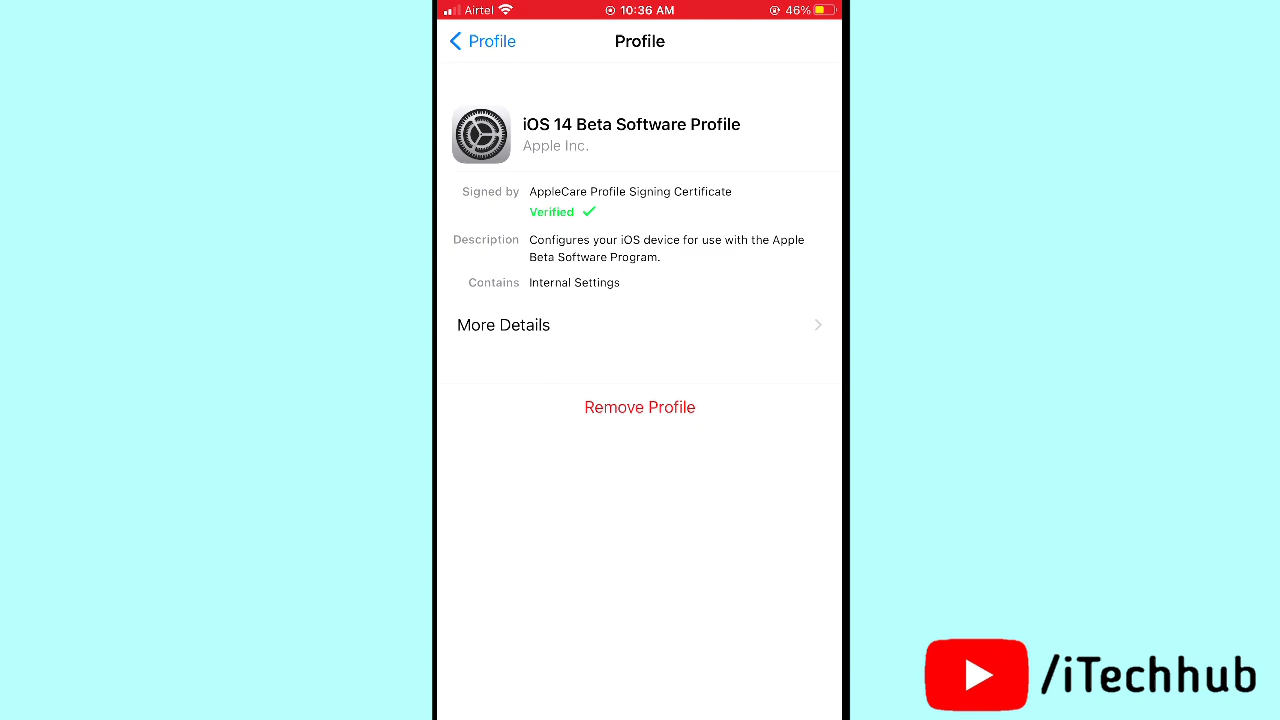 Airtel 10:36 AM 46%
Profile Profile
iOS 14 Beta Software Profile
Apple Inc.
Signed by AppleCare Profile Signing Certificate
Verified
Description Configures your iOS device for use with the Apple
Beta Software Program.
Contains Internal Settings
More Details
Remove Profile
/iTechhub